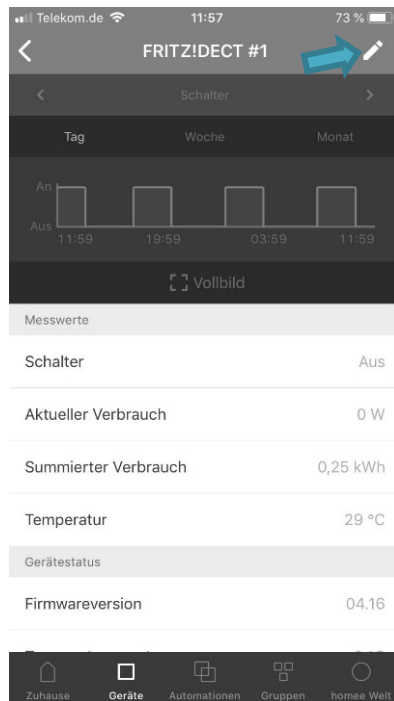 Telekom.de 11:57 73 %
FRITZ!DECT #1
Schalter
Tag Woche Monat
An
Aus
11:59 19:59 03:59 11:59
Vollbild
Messwerte
Schalter Aus
Aktueller Verbrauch 0 W
Summierter Verbrauch 0,25 kWh
Temperatur 29 °C
Gerätestatus
Firmwareversion 04.16
Zuhause Geräte Automationen Gruppen homee Welt